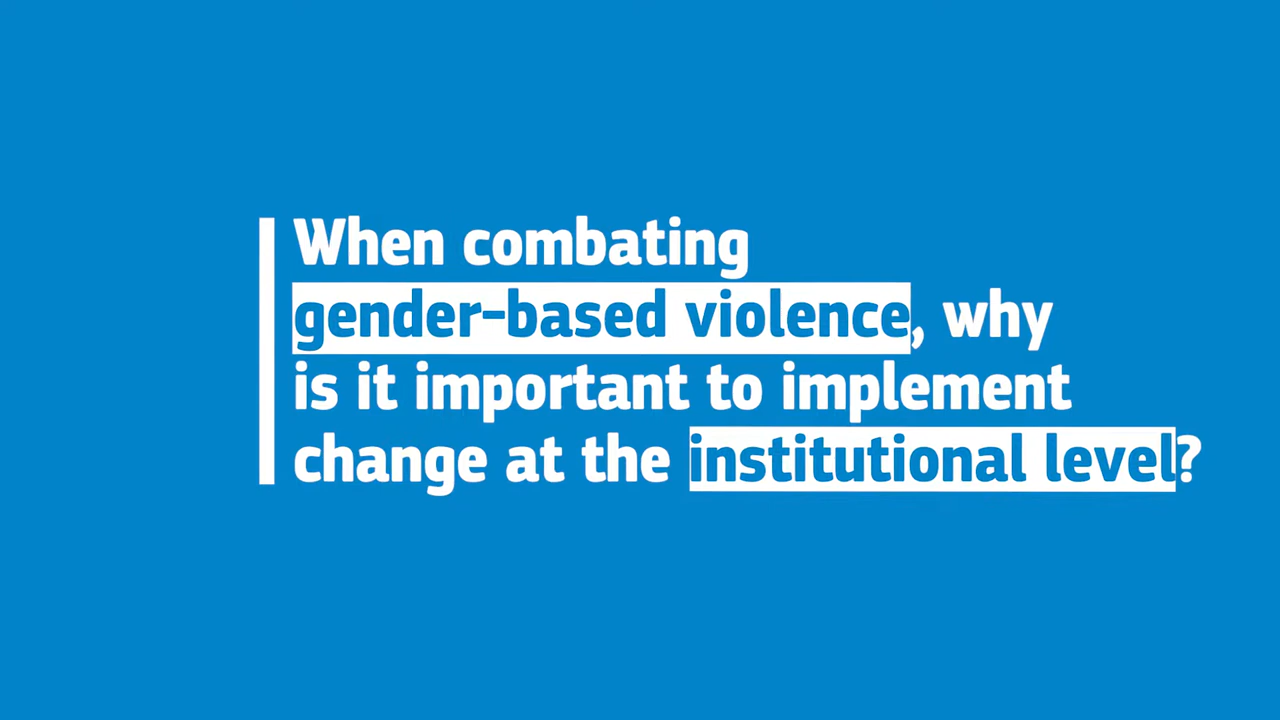 When combating
gender-based violence, why
is it important to implement
change at the institutional level?